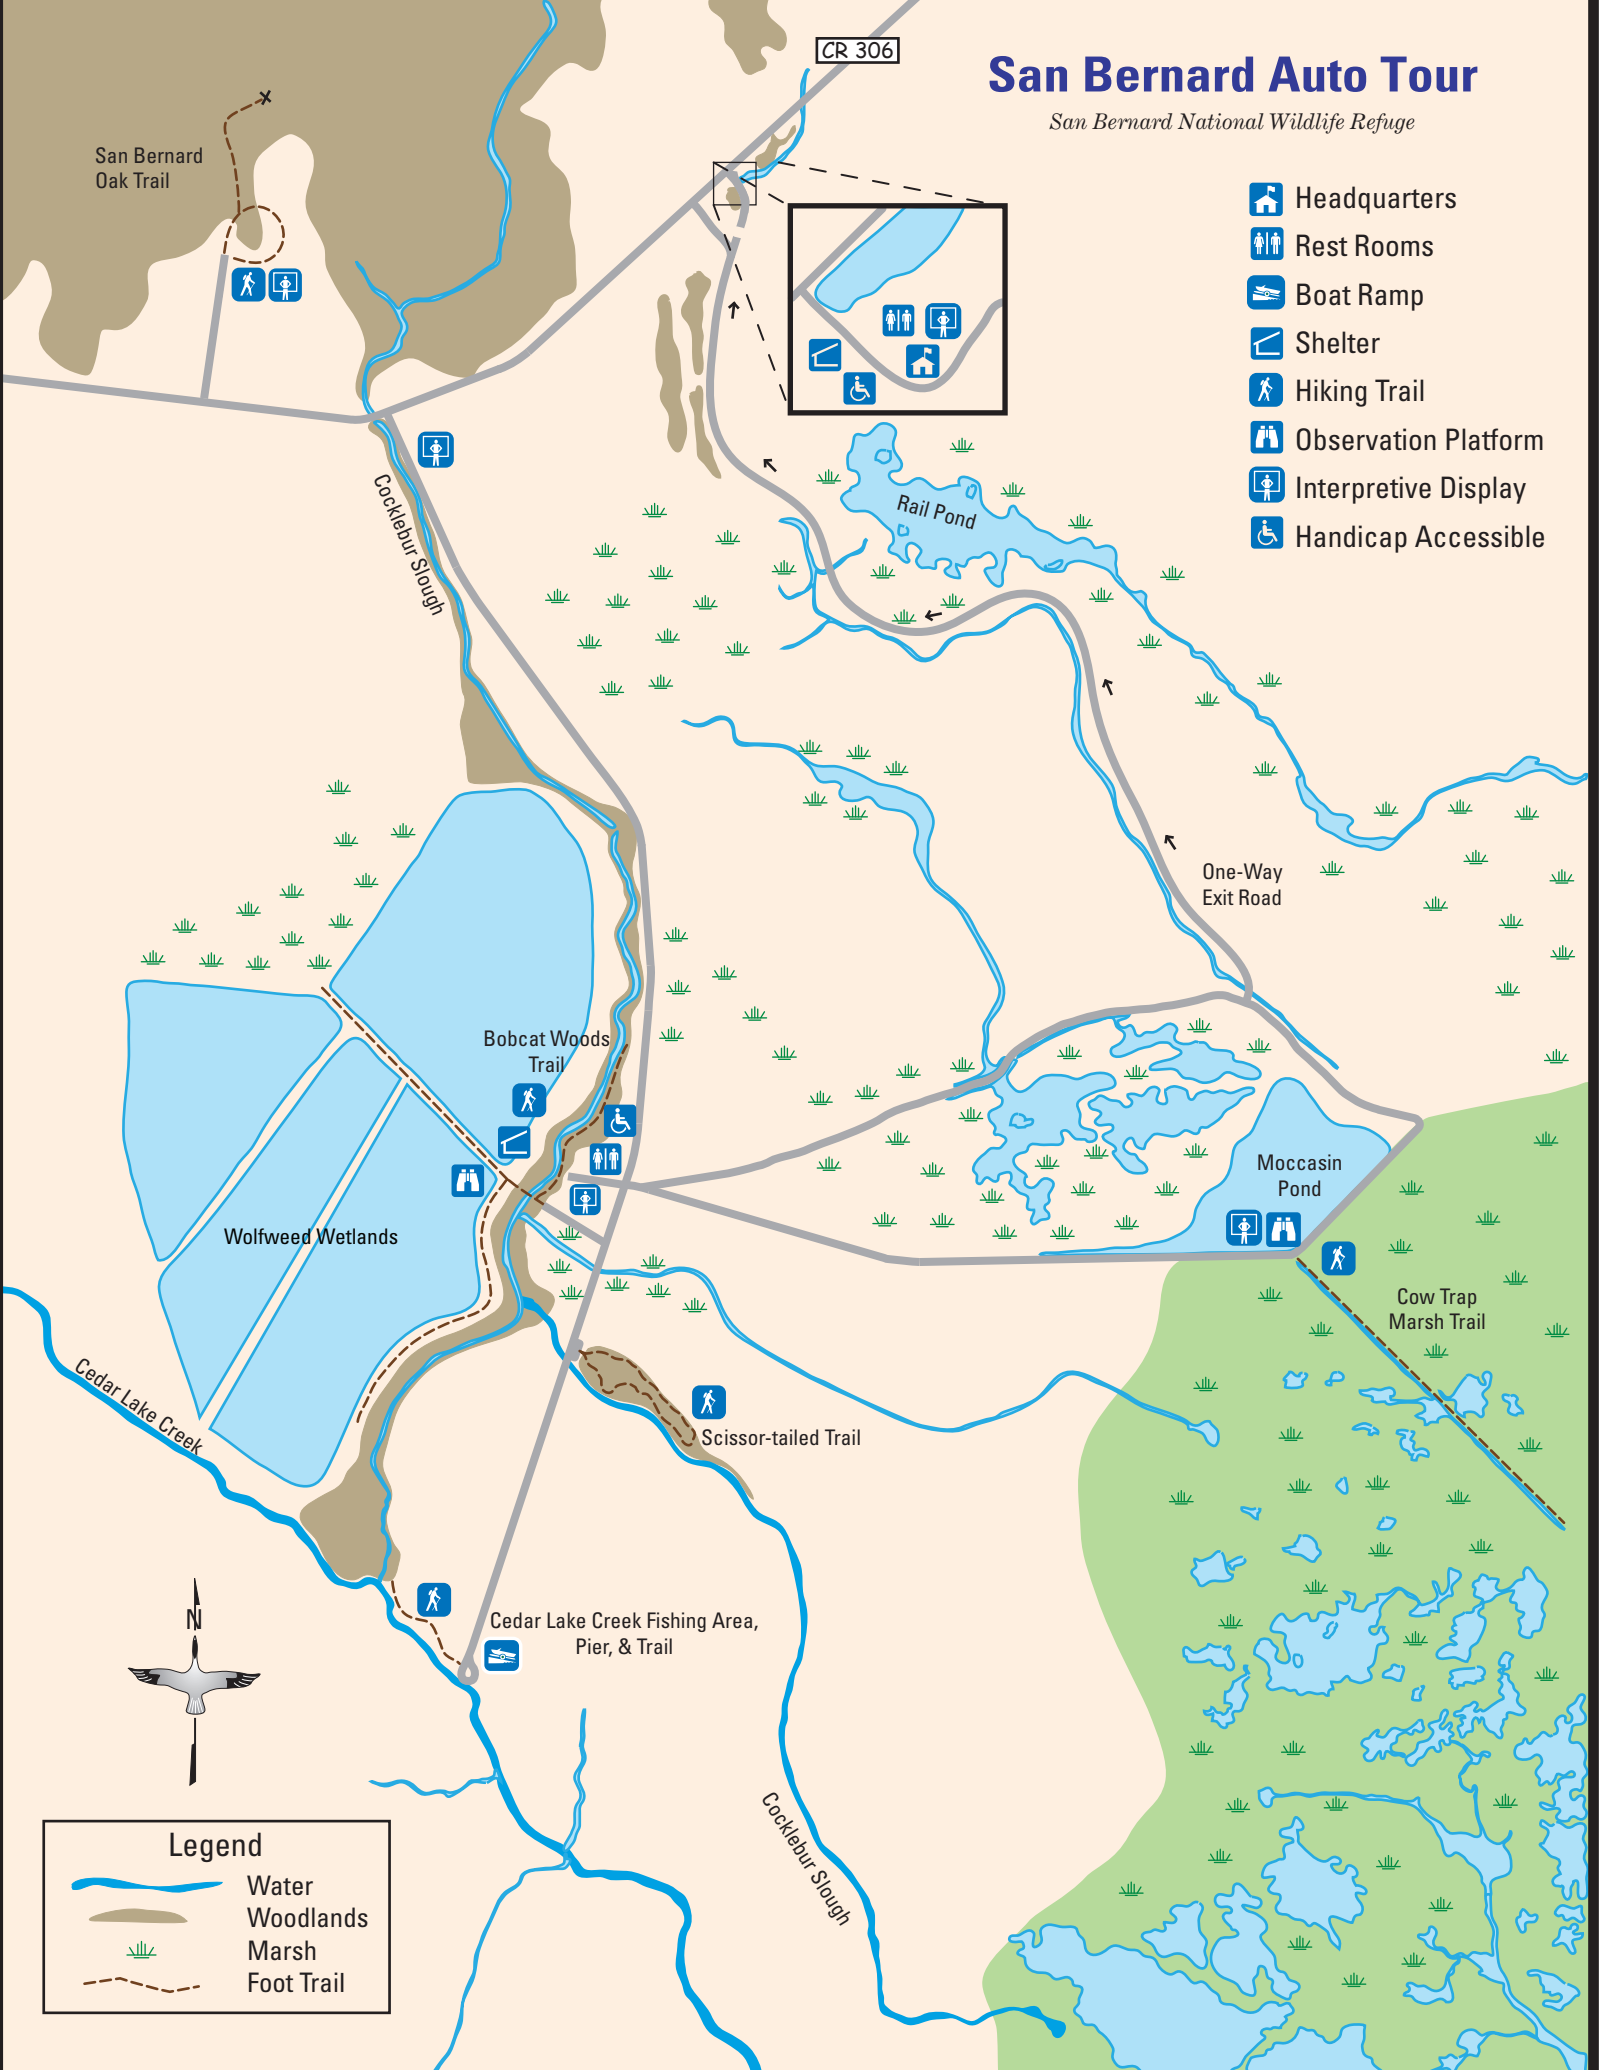 CR 306
San Bernard Auto Tour
San Bernard National Wildlife Refuge
Headquarters
Rest Rooms
Boat Ramp
Shelter
Hiking Trail
Observation Platform
Interpretive Display
Handicap Accessible
San Bernard
Oak Trail
x
Cocklebur Slough
Rail Pond
One-Way
Exit Road
Bobcat Woods
Trail
Moccasin
Pond
Wolfweed Wetlands
Cow Trap
Marsh Trail
Cedar Lake Creek
Scissor-tailed Trail
N
Cedar Lake Creek Fishing Area,
Pier, & Trail
Cocklebur Slough
Legend
Water
Woodlands
Marsh
Foot Trail